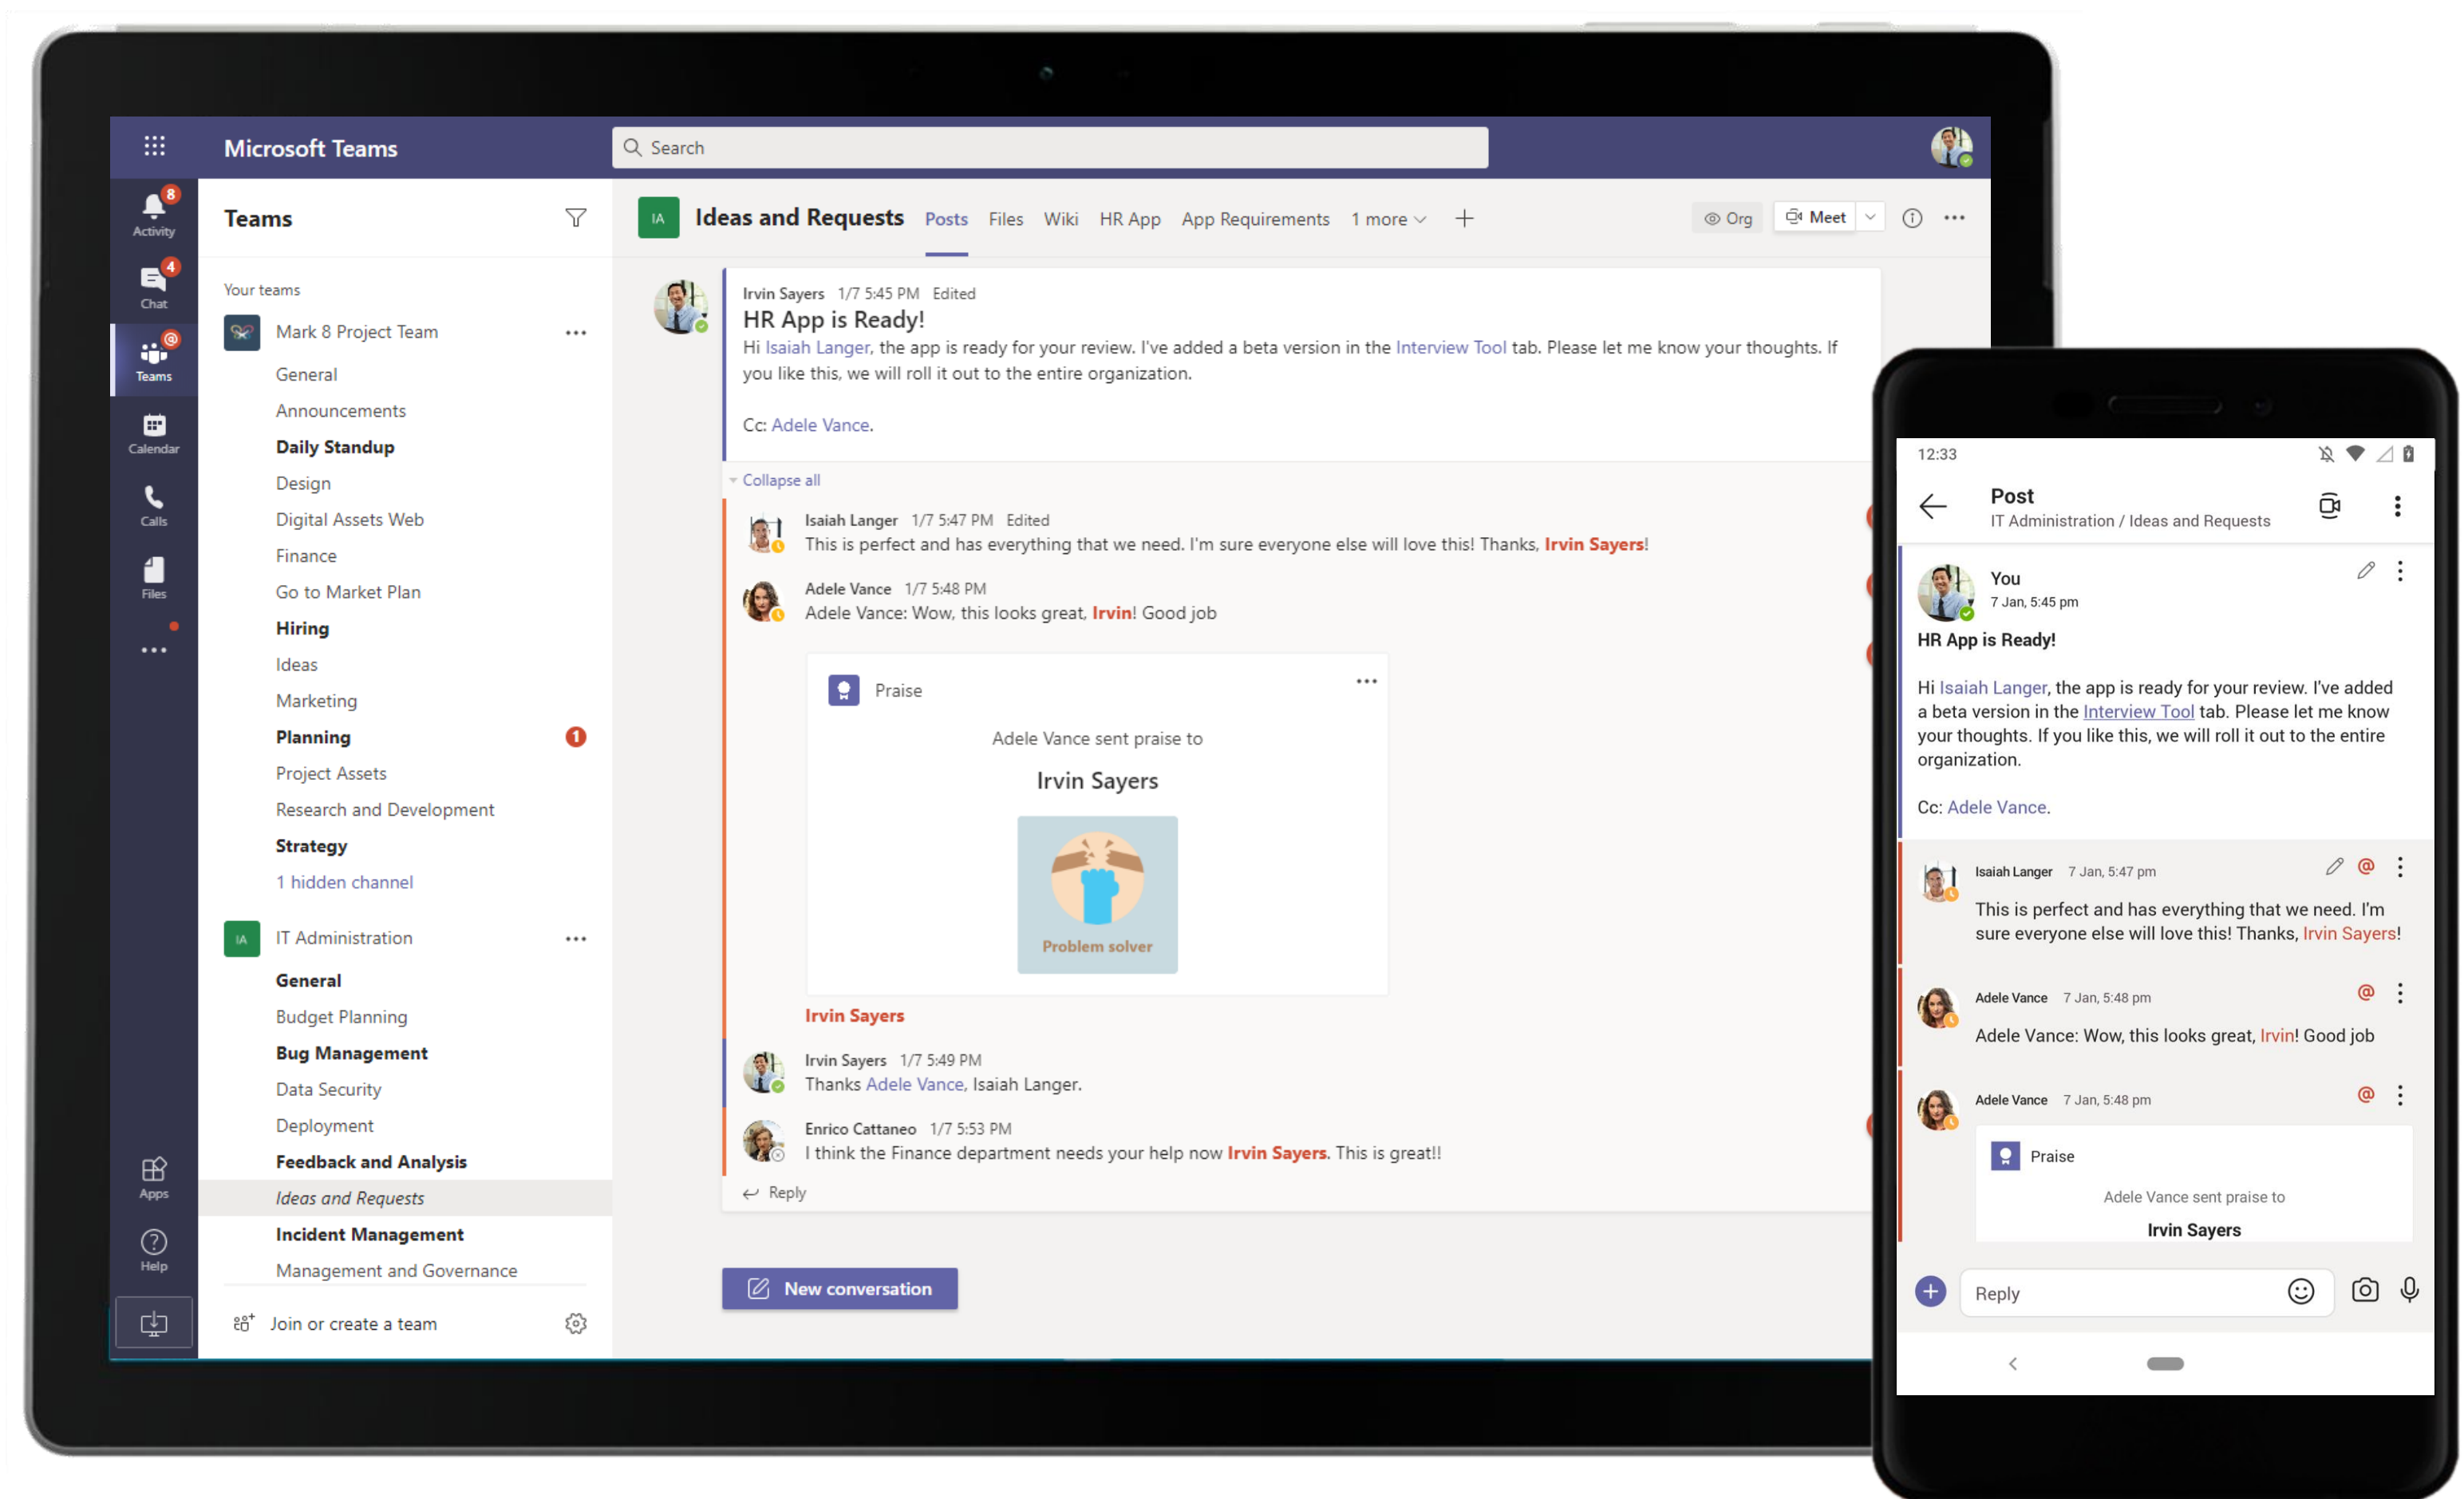 Microsoft Teams
Search
8
Activity
4
Chat
@
Teams
Calendar
Calls
Files
Apps
Help
Teams
Your teams
Mark 8 Project Team
General
Announcements
Daily Standup
Design
Digital Assets Web
Finance
Go to Market Plan
Hiring
Ideas
Marketing
Planning
1
Project Assets
Research and Development
Strategy
1 hidden channel
IA
IT Administration
General
Budget Planning
Bug Management
Data Security
Deployment
Feedback and Analysis
Ideas and Requests
Incident Management
Management and Governance
Join or create a team
IA
Ideas and Requests Posts Files Wiki HR App App Requirements 1 more
Org
Meet
Irvin Sayers 1/7 5:45 PM Edited
HR App is Ready!
Hi Isaiah Langer, the app is ready for your review. I've added a beta version in the Interview Tool tab. Please let me know your thoughts. If
you like this, we will roll it out to the entire organization.
Cc: Adele Vance.
Collapse all
Isaiah Langer 1/7 5:47 PM Edited
This is perfect and has everything that we need. I'm sure everyone else will love this! Thanks, Irvin Sayers!
Adele Vance 1/7 5:48 PM
Adele Vance: Wow, this looks great, Irvin! Good job
Praise
Adele Vance sent praise to
Irvin Sayers
Problem solver
Irvin Sayers
Irvin Sayers 1/7 5:49 PM
Thanks Adele Vance, Isaiah Langer.
Enrico Cattaneo 1/7 5:53 PM
I think the Finance department needs your help now Irvin Sayers. This is great!!
Reply
New conversation
12:33
Post
IT Administration / Ideas and Requests
You
7 Jan, 5:45 pm
HR App is Ready!
Hi Isaiah Langer, the app is ready for your review. I've added
a beta version in the Interview Tool tab. Please let me know
your thoughts. If you like this, we will roll it out to the entire
organization.
Cc: Adele Vance.
Isaiah Langer 7 Jan, 5:47 pm
@
This is perfect and has everything that we need. I'm
sure everyone else will love this! Thanks, Irvin Sayers!
Adele Vance 7 Jan, 5:48 pm
@
Adele Vance: Wow, this looks great, Irvin! Good job
Adele Vance 7 Jan, 5:48 pm
@
Praise
Adele Vance sent praise to
Irvin Sayers
Reply